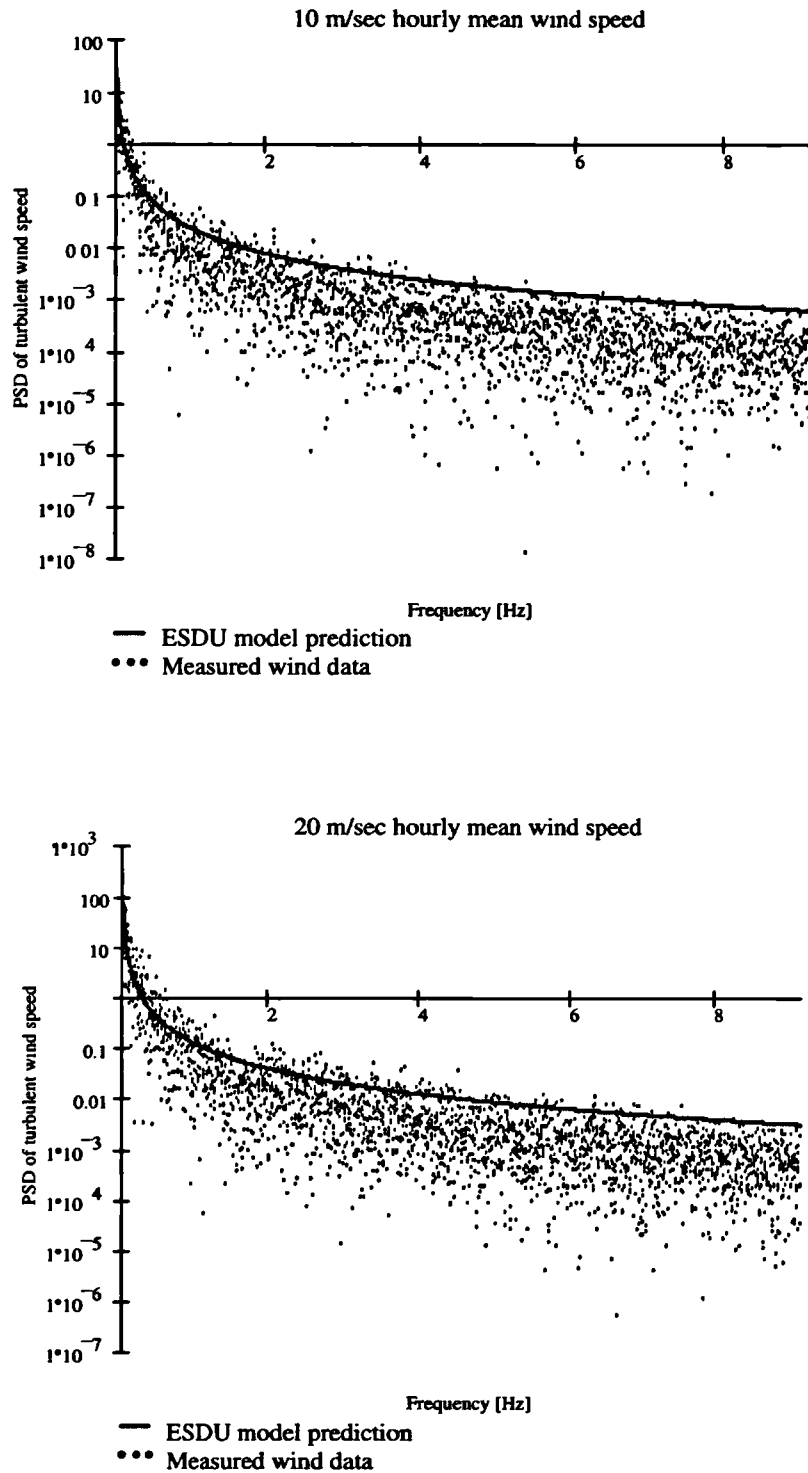 10 m/sec hourly mean wind speed
100
10
2 4 6 8
0 1
0 01
1•10⁻³
1•10⁻⁴
1•10⁻⁵
1•10⁻⁶
1•10⁻⁷
1•10⁻⁸
PSD of turbulent wind speed
Frequency [Hz]
ESDU model prediction
Measured wind data
20 m/sec hourly mean wind speed
1•10³
100
10
2 4 6 8
0.1
0.01
1•10⁻³
1•10⁻⁴
1•10⁻⁵
1•10⁻⁶
1•10⁻⁷
PSD of turbulent wind speed
Frequency [Hz]
ESDU model prediction
Measured wind data